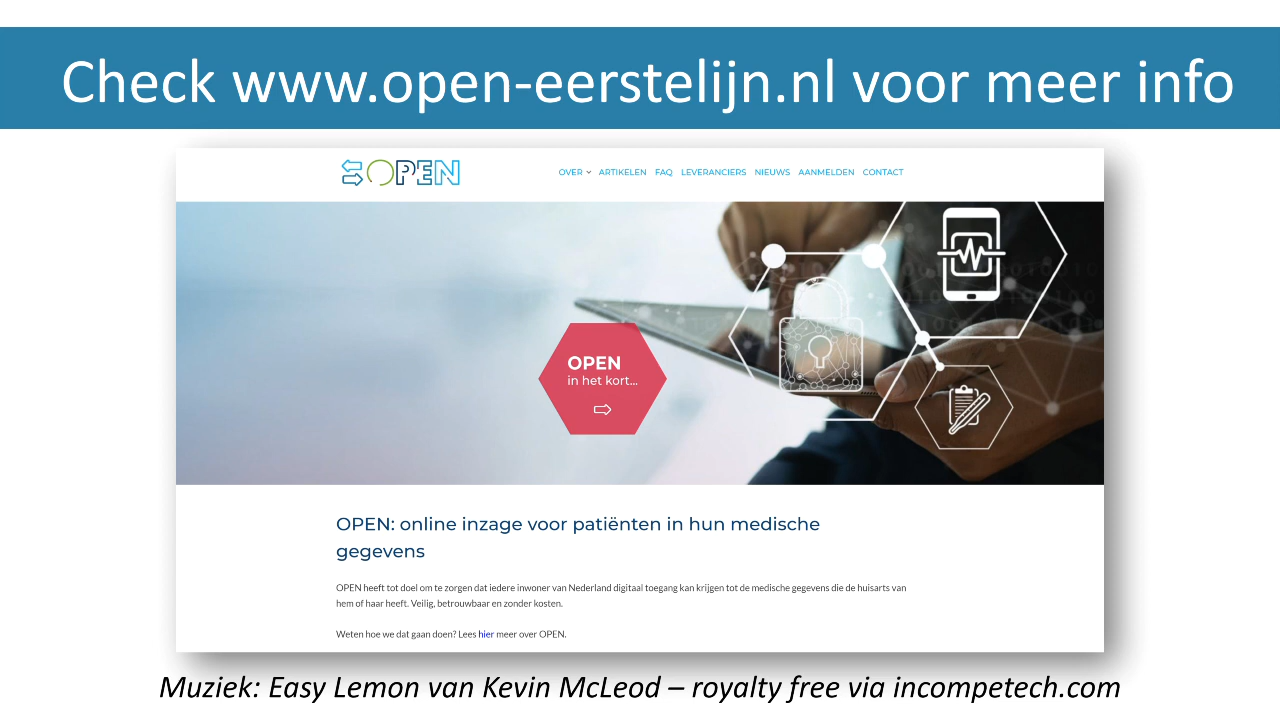 Check www.open-eerstelijn.nl voor meer info
OPEN
OVER ARTIKELEN FAQ LEVERANCIERS NIEUWS AANMELDEN CONTACT
OPEN
in het kort...
OPEN: online inzage voor patiënten in hun medische
gegevens
OPEN heeft tot doel om te zorgen dat iedere inwoner van Nederland digitaal toegang kan krijgen tot de medische gegevens die de huisarts van
hem of haar heeft. Veilig, betrouwbaar en zonder kosten.
Weten hoe we dat gaan doen? Lees hier meer over OPEN.
Muziek: Easy Lemon van Kevin McLeod – royalty free via incompetech.com